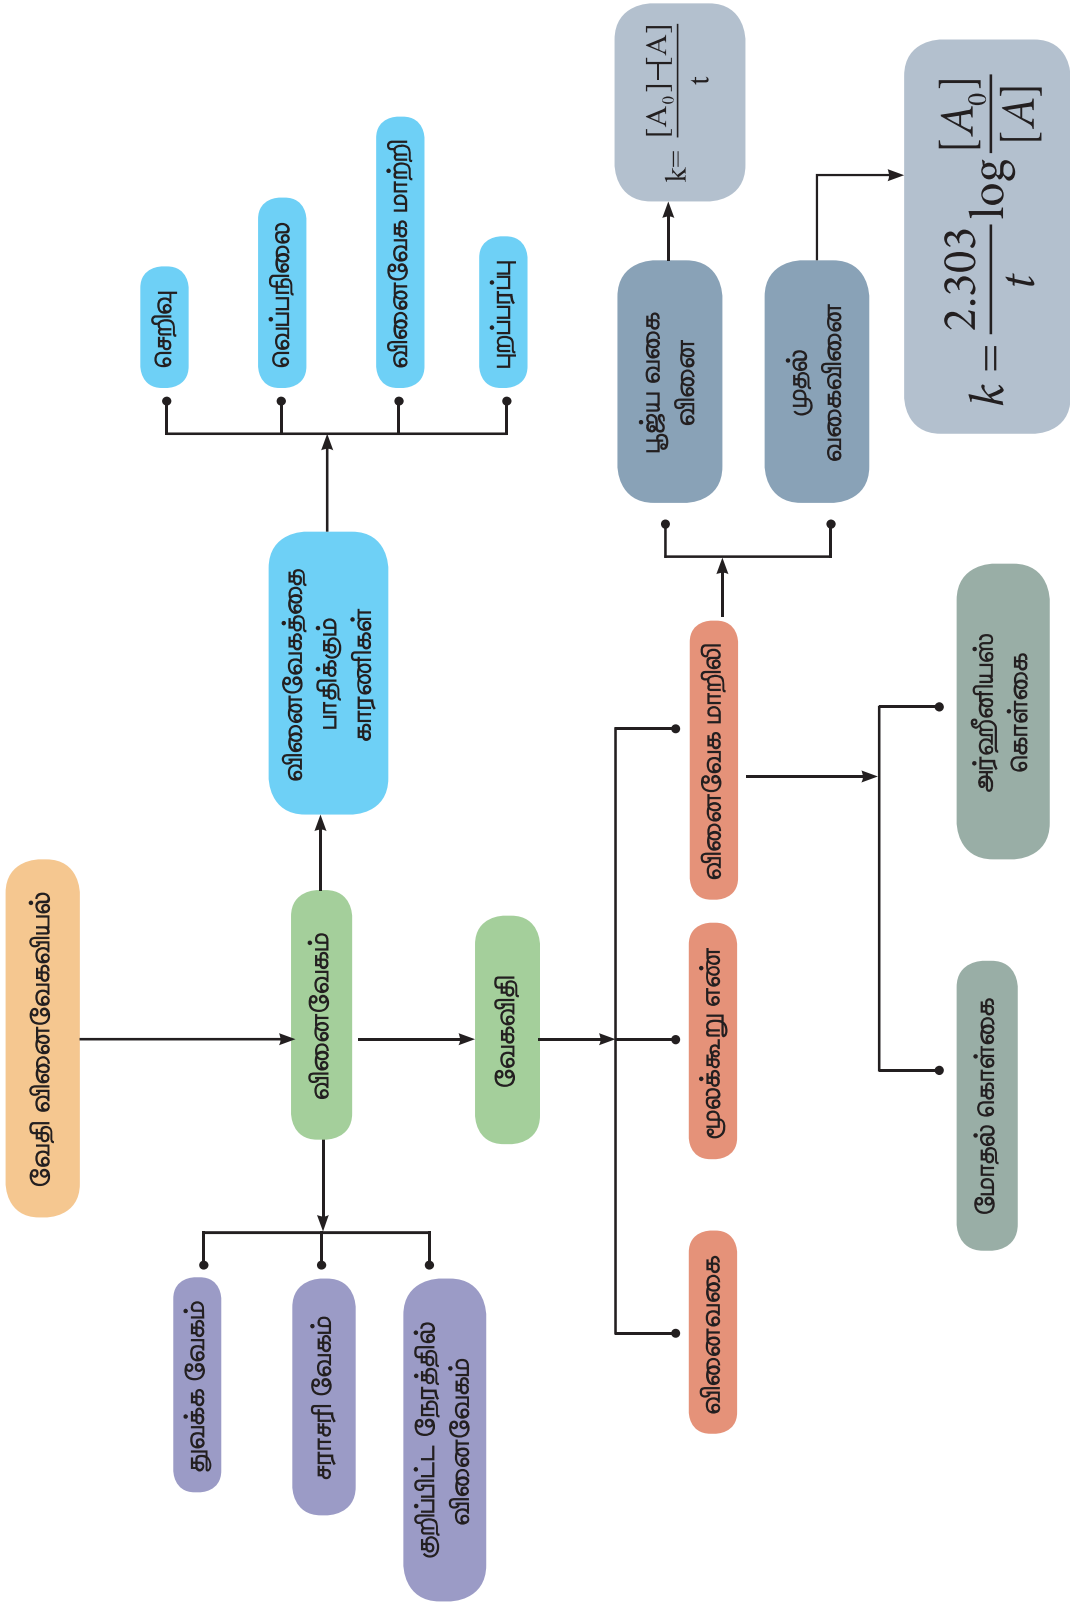 வேதி வினைவேகவியல்
வினைவேகம்
துவக்க வேகம்
சராசரி வேகம்
குறிப்பிட்ட நேரத்தில்
வினைவேகம்
வினைவேகத்தை
பாதிக்கும்
காரணிகள்
செறிவு
வெப்பநிலை
வினைவேக மாற்றி
புறப்பரப்பு
வேகவிதி
வினைவகை
மூலக்கூறு எண்
வினைவேக மாறிலி
பூஜ்ய வகை
வினை
k= [A₀]−[A] / t
முதல்
வகைவினை
k = 2.303 / t log [A₀] / [A]
மோதல் கொள்கை
அர்ஹீனியஸ்
கொள்கை